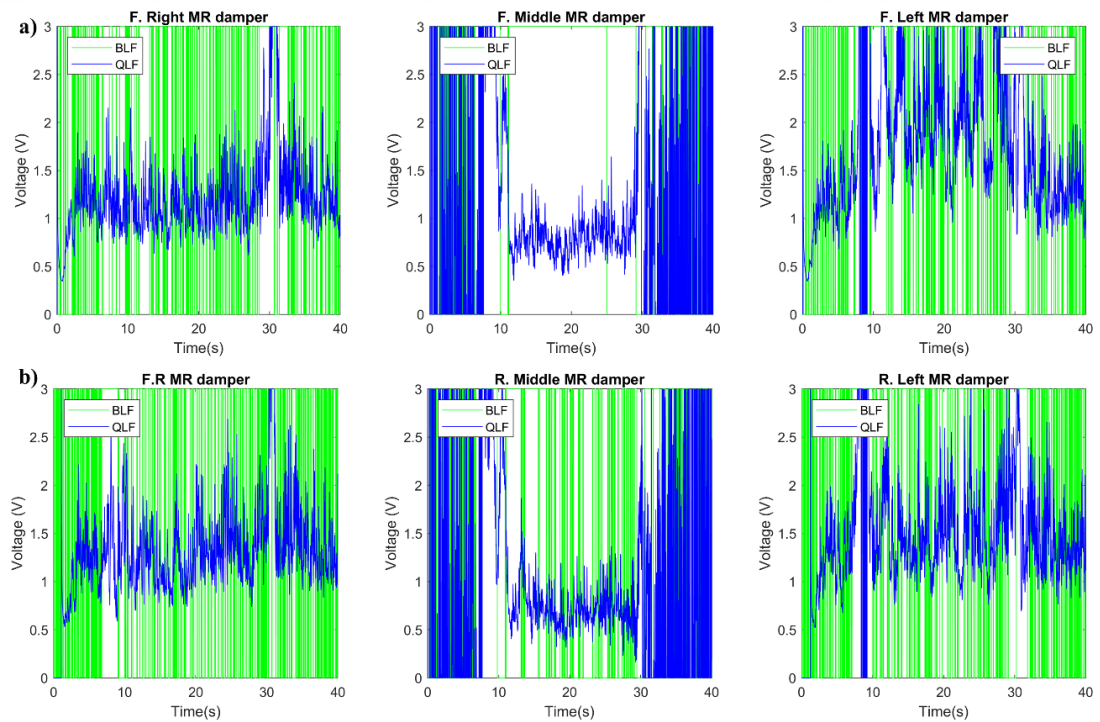 a)
F. Right MR damper
BLF
QLF
Voltage (V)
3
2.5
2
1.5
1
0.5
0
0 10 20 30 40
Time(s)
F. Middle MR damper
BLF
QLF
Voltage (V)
3
2.5
2
1.5
1
0.5
0
0 10 20 30 40
Time(s)
F. Left MR damper
BLF
QLF
Voltage (V)
3
2.5
2
1.5
1
0.5
0
0 10 20 30 40
Time(s)
b)
F.R MR damper
BLF
QLF
Voltage (V)
3
2.5
2
1.5
1
0.5
0
0 10 20 30 40
Time(s)
R. Middle MR damper
BLF
QLF
Voltage (V)
3
2.5
2
1.5
1
0.5
0
0 10 20 30 40
Time(s)
R. Left MR damper
BLF
QLF
Voltage (V)
3
2.5
2
1.5
1
0.5
0
0 10 20 30 40
Time(s)